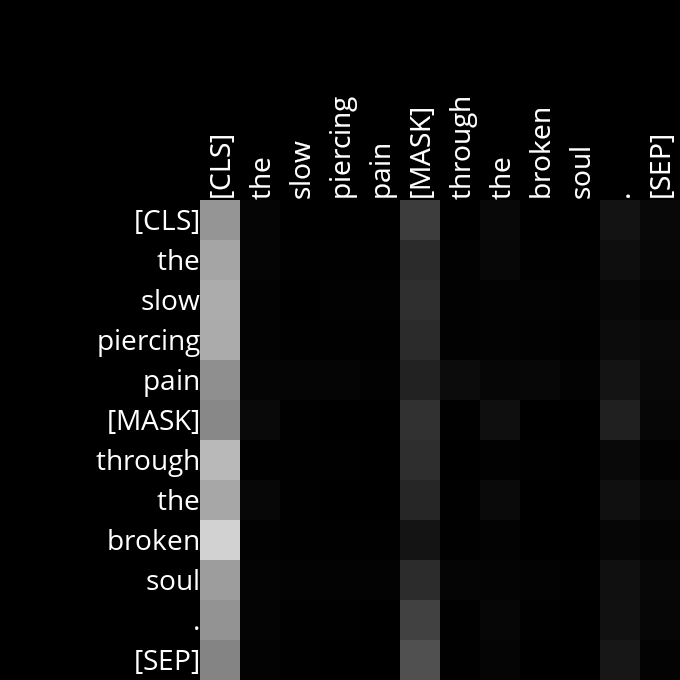 [CLS] the slow piercing pain [MASK] through the broken soul . [SEP]
[CLS]
the
slow
piercing
pain
[MASK]
through
the
broken
soul
.
[SEP]